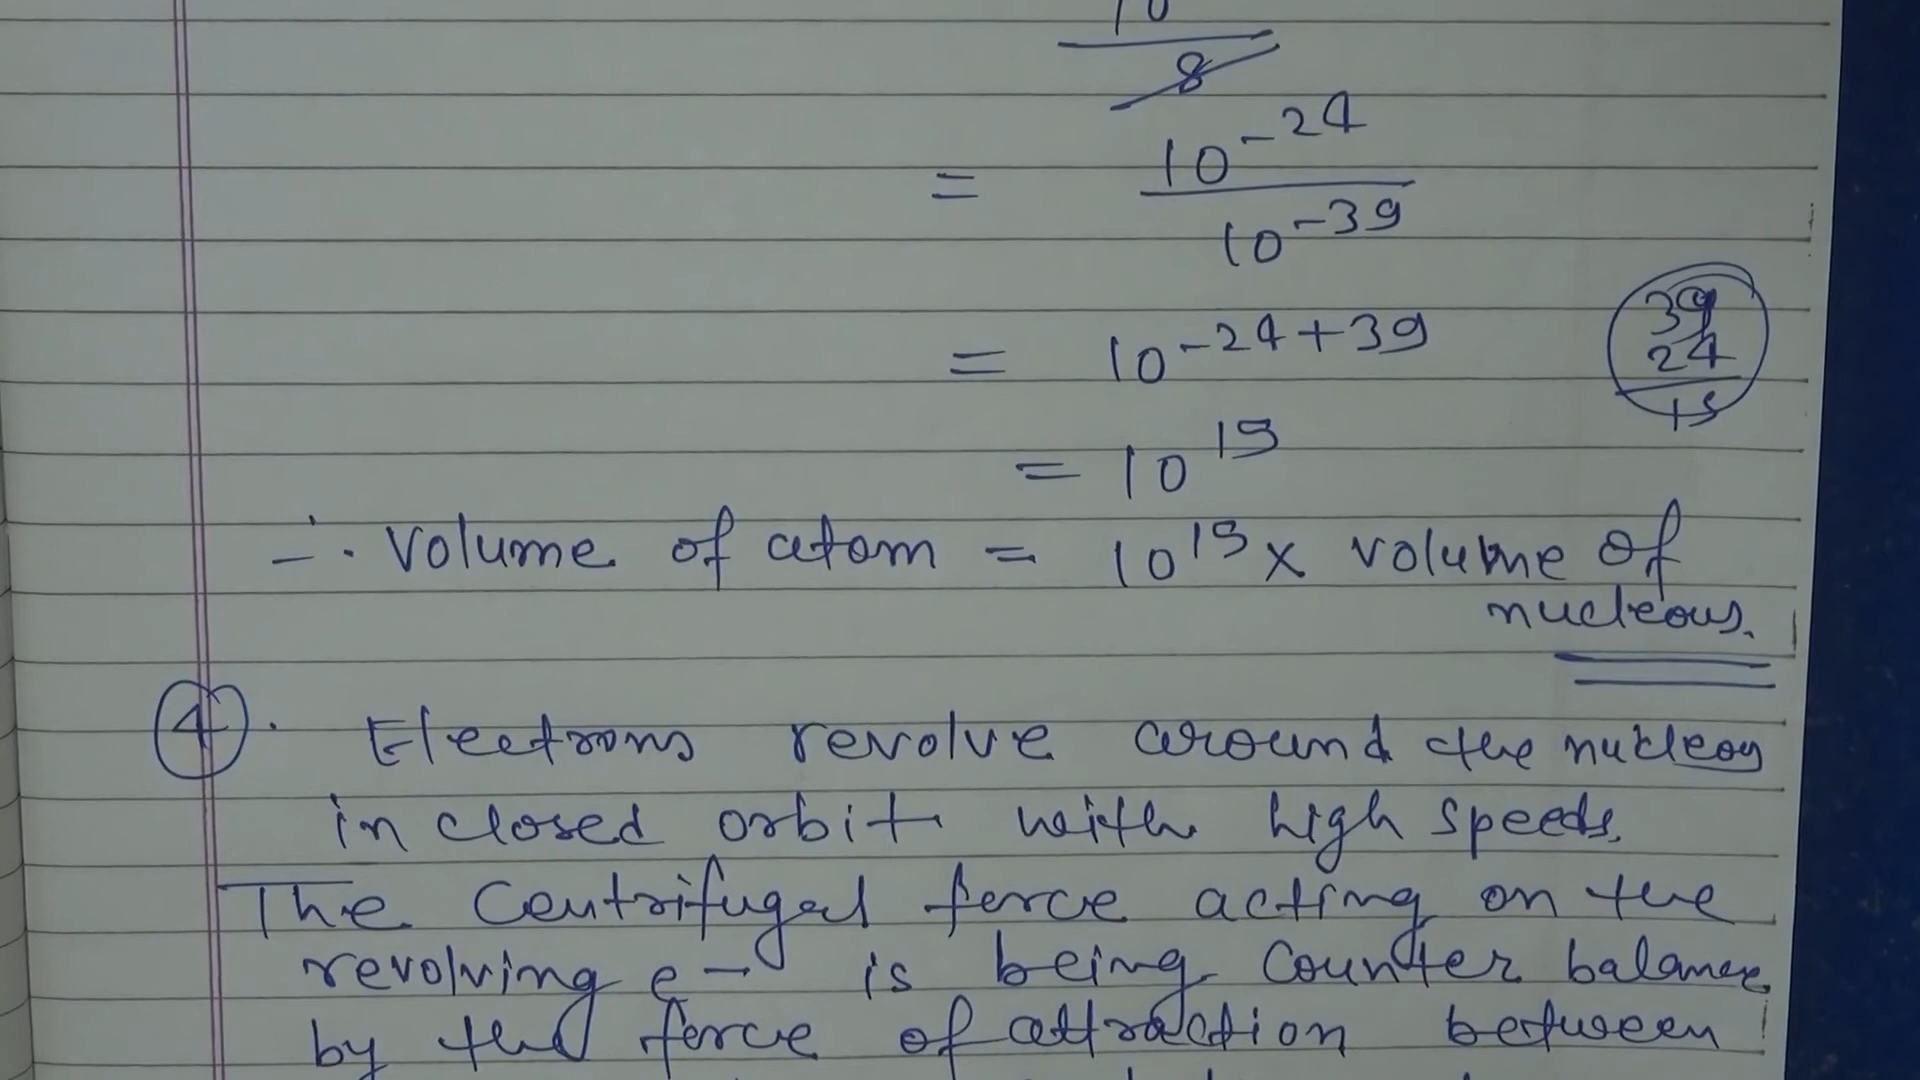 10
8
10^-24
= 
10^-39
= 10^-24+39
39
24
15
= 10^15
∴ Volume of atom = 10^15 x volume of
nucleous.
4. Electrons revolve around the nucleos
in closed orbit with high speeds.
The Centrifugal force acting on the
revolving e- is being Counter balance
by the force of attraction between